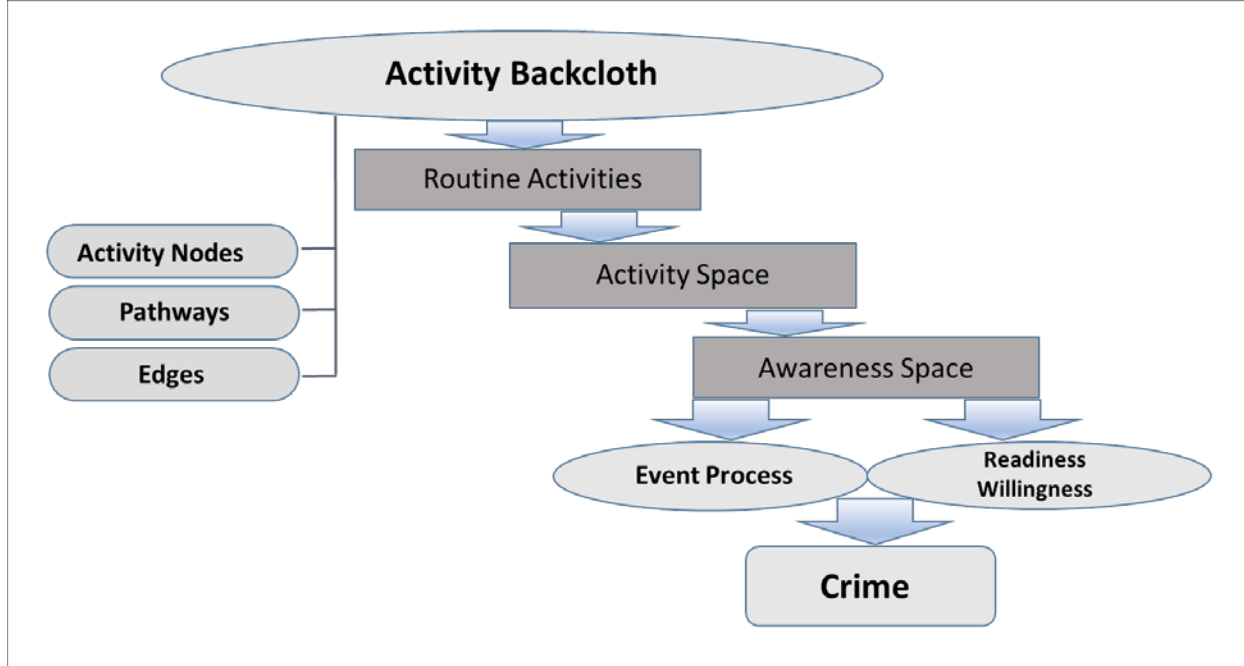 Activity Backcloth
Routine Activities
Activity Nodes
Activity Space
Pathways
Edges
Awareness Space
Event Process
Readiness
Willingness
Crime